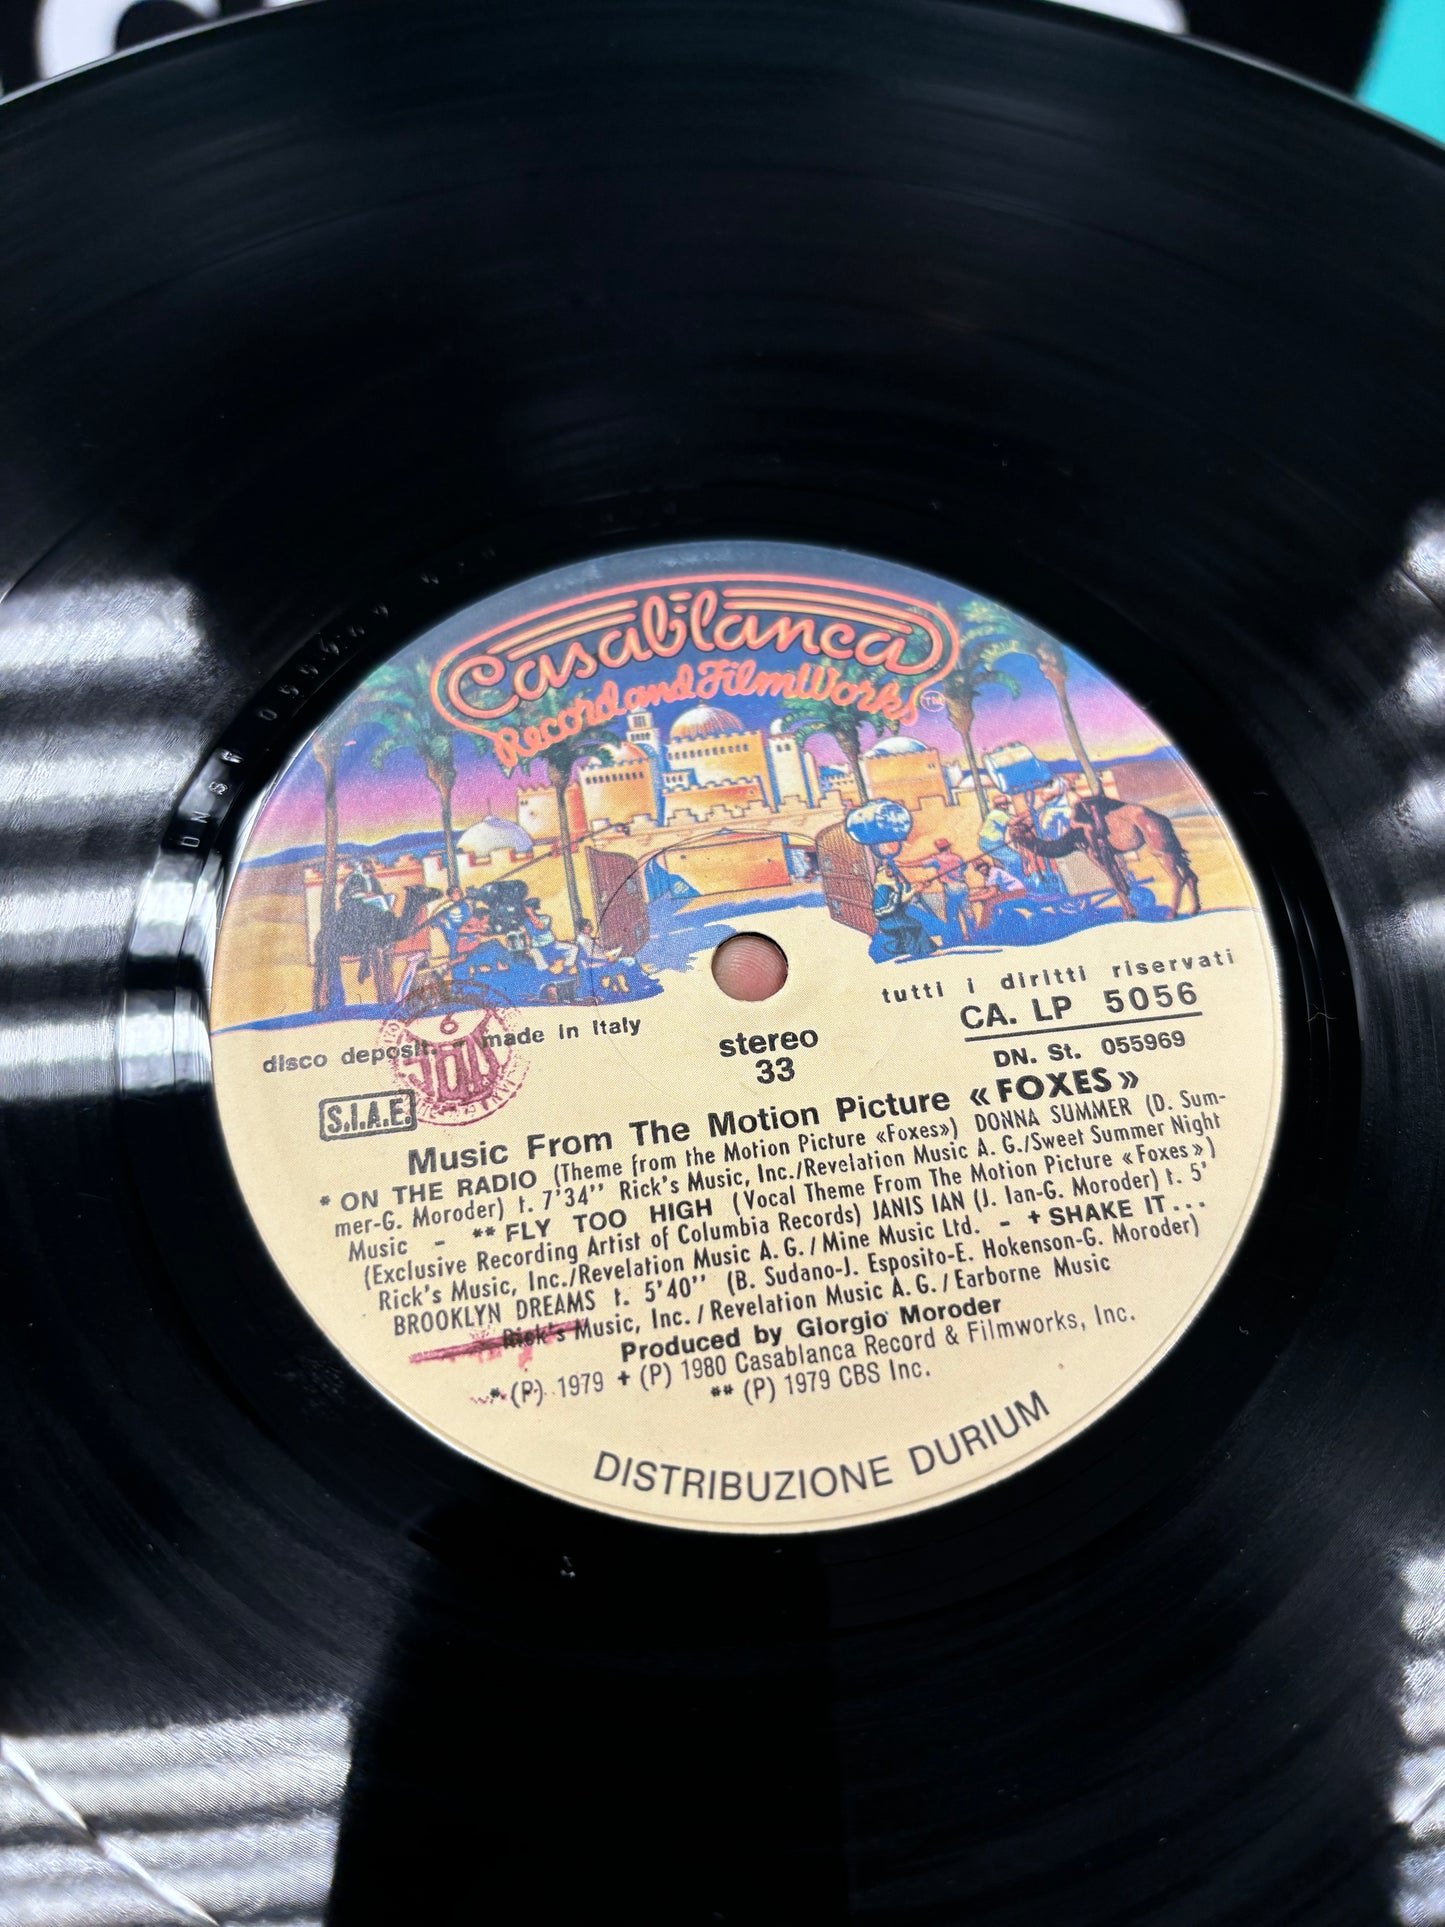 Casablanca
Record and FilmWorks
TM
tutti i diritti riservati
disco deposit. - made in Italy
stereo
33
CA. LP 5056
DN. St. 055969
S.I.A.E.
6
Music From The Motion Picture «FOXES»
* ON THE RADIO (Theme from the Motion Picture «Foxes») DONNA SUMMER (D. Sum-
mer-G. Moroder) t. 7'34'' Rick's Music, Inc./Revelation Music A. G./Sweet Summer Night
Music - ** FLY TOO HIGH (Vocal Theme From The Motion Picture «Foxes»)
(Exclusive Recording Artist of Columbia Records) JANIS IAN (J. Ian-G. Moroder) t. 5'
Rick's Music, Inc./Revelation Music A. G. / Mine Music Ltd. - + SHAKE IT...
BROOKLYN DREAMS t. 5'40'' (B. Sudano-J. Esposito-E. Hokenson-G. Moroder)
Rick's Music, Inc. / Revelation Music A. G. / Earborne Music
Produced by Giorgio Moroder
* (P) 1979 + (P) 1980 Casablanca Record & Filmworks, Inc.
** (P) 1979 CBS Inc.
DISTRIBUZIONE DURIUM